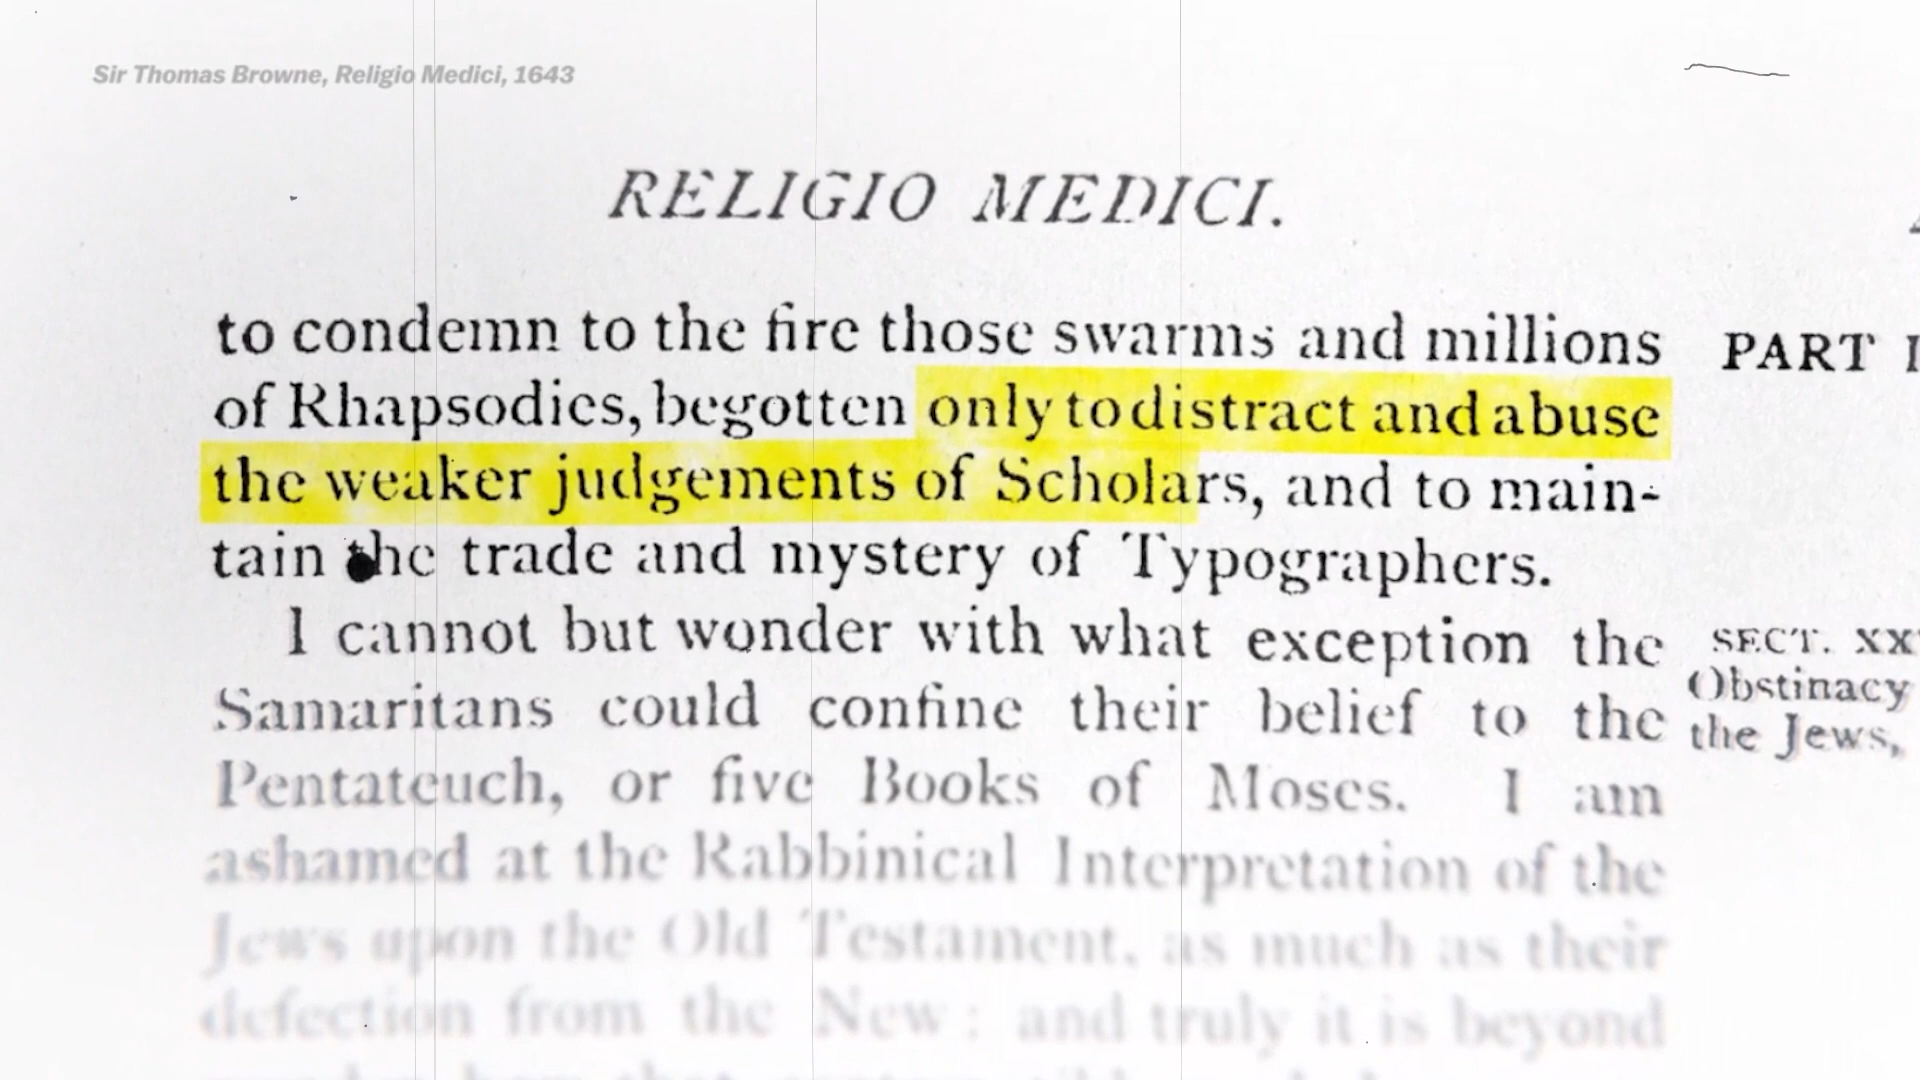 Sir Thomas Browne, Religio Medici, 1643
RELIGIO MEDICI.
to condemn to the fire those swarms and millions
of Rhapsodies, begotten only to distract and abuse
the weaker judgements of Scholars, and to main-
tain the trade and mystery of Typographers.
I cannot but wonder with what exception the
Samaritans could confine their belief to the
Pentateuch, or five Books of Moses. I am
ashamed at the Rabbinical Interpretation of the
Jews upon the Old Testament, as much as their
defection from the New; and truly it is beyond
PART I
SECT. XX
Obstinacy
the Jews,